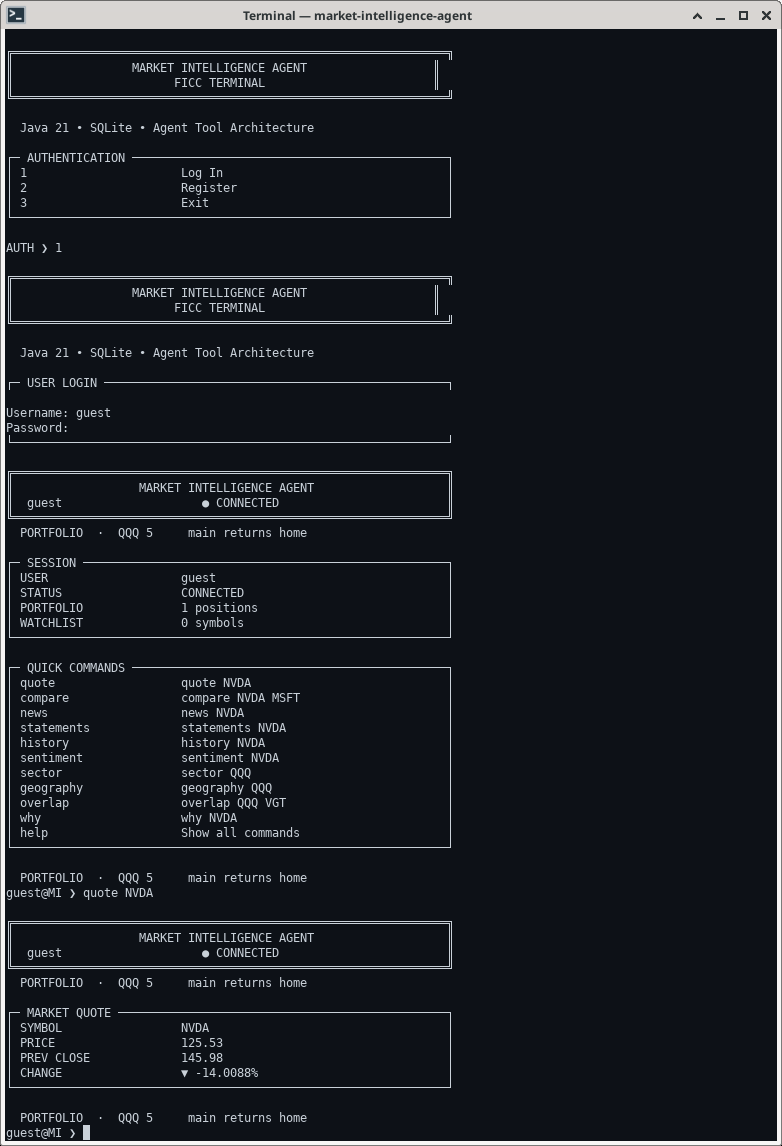 Terminal — market-intelligence-agent
MARKET INTELLIGENCE AGENT
FICC TERMINAL
Java 21 • SQLite • Agent Tool Architecture
AUTHENTICATION
1 Log In
2 Register
3 Exit
AUTH ❯ 1
MARKET INTELLIGENCE AGENT
FICC TERMINAL
Java 21 • SQLite • Agent Tool Architecture
USER LOGIN
Username: guest
Password:
MARKET INTELLIGENCE AGENT
guest ● CONNECTED
PORTFOLIO · QQQ 5 main returns home
SESSION
USER guest
STATUS CONNECTED
PORTFOLIO 1 positions
WATCHLIST 0 symbols
QUICK COMMANDS
quote quote NVDA
compare compare NVDA MSFT
news news NVDA
statements statements NVDA
history history NVDA
sentiment sentiment NVDA
sector sector QQQ
geography geography QQQ
overlap overlap QQQ VGT
why why NVDA
help Show all commands
PORTFOLIO · QQQ 5 main returns home
guest@MI ❯ quote NVDA
MARKET INTELLIGENCE AGENT
guest ● CONNECTED
PORTFOLIO · QQQ 5 main returns home
MARKET QUOTE
SYMBOL NVDA
PRICE 125.53
PREV CLOSE 145.98
CHANGE ▼ -14.0088%
PORTFOLIO · QQQ 5 main returns home
guest@MI ❯